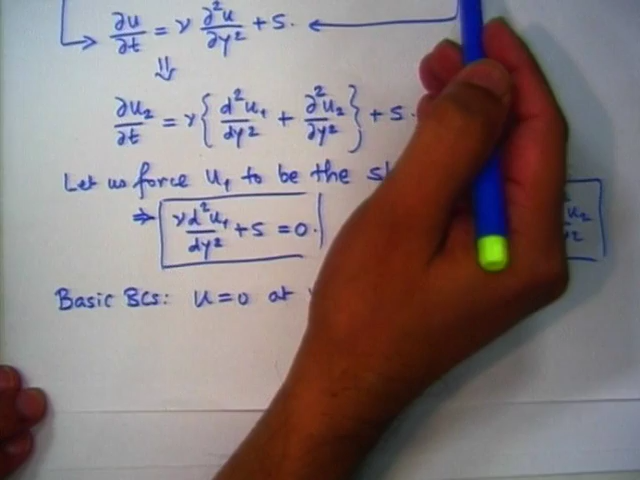 ∂u/∂t = ν ∂²u/∂y² + S.
⇓
∂u₂/∂t = ν{d²u₁/dy² + ∂²u₂/∂y²} + S.
Let us force u₁ to be the
⇒ νd²u₁/dy² + S = 0.
Basic BCs: u=0 at